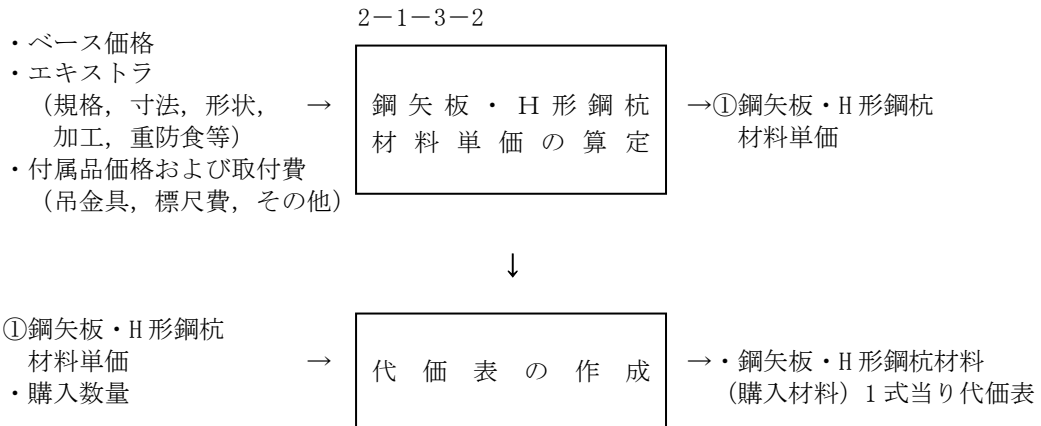 2－1－3－2
・ベース価格
・エキストラ
（規格，寸法，形状，
加工，重防食等）
・付属品価格および取付費
（吊金具，標尺費，その他）
→
鋼矢板・Ｈ形鋼杭
材料単価の算定
→①鋼矢板・H形鋼杭
材料単価
↓
①鋼矢板・H形鋼杭
材料単価
・購入数量
→
代価表の作成
→・鋼矢板・H形鋼杭材料
（購入材料）1式当り代価表